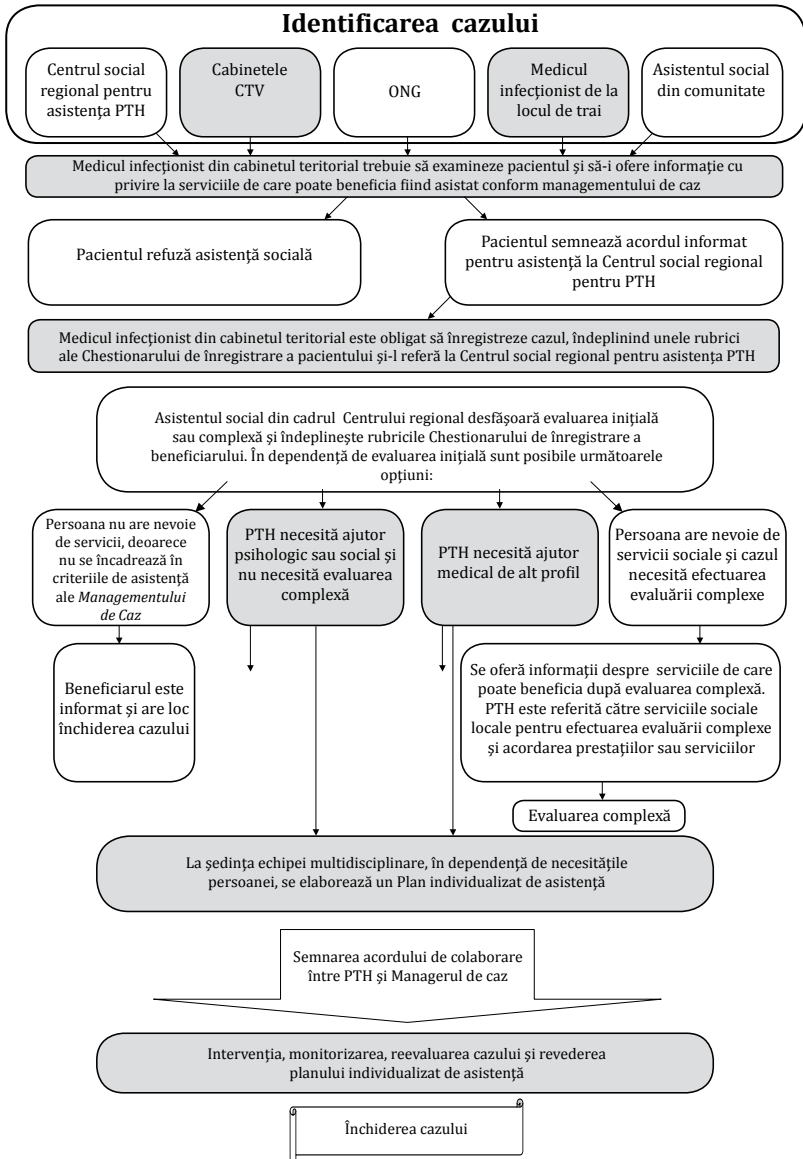 Identificarea cazului
Centrul social
regional pentru
asistența PTH
Cabinetele
CTV
ONG
Medicul
infecționist de la
locul de trai
Asistentul social
din comunitate
Medicul infecționist din cabinetul teritorial trebuie să examineze pacientul și să-i ofere informație cu
privire la serviciile de care poate beneficia fiind asistat conform managementului de caz
Pacientul refuză asistență socială
Pacientul semnează acordul informat
pentru asistență la Centrul social regional
pentru PTH
Medicul infecționist din cabinetul teritorial este obligat să înregistreze cazul, îndeplinind unele rubrici
ale Chestionarului de înregistrare a pacientului și-l referă la Centrul social regional pentru asistența PTH
Asistentul social din cadrul Centrului regional desfășoară evaluarea inițială
sau complexă și îndeplinește rubricile Chestionarului de înregistrare a
beneficiarului. În dependență de evaluarea inițială sunt posibile următoarele
opțiuni:
Persoana nu are nevoie
de servicii, deoarece
nu se încadrează în
criteriile de asistență
ale Managementului
de Caz
PTH necesită ajutor
psihologic sau social și
nu necesită evaluarea
complexă
PTH necesită ajutor
medical de alt profil
Persoana are nevoie de
servicii sociale și cazul
necesită efectuarea
evaluării complexe
Beneficiarul este
informat și are loc
închiderea cazului
Se oferă informații despre serviciile de care
poate beneficia după evaluarea complexă.
PTH este referită către serviciile sociale
locale pentru efectuarea evaluării complexe
și acordarea prestațiilor sau serviciilor
Evaluarea complexă
La ședința echipei multidisciplinare, în dependență de necesitățile
persoanei, se elaborează un Plan individualizat de asistență
Semnarea acordului de colaborare
între PTH și Managerul de caz
Intervenția, monitorizarea, reevaluarea cazului și revederea
planului individualizat de asistență
Închiderea cazului